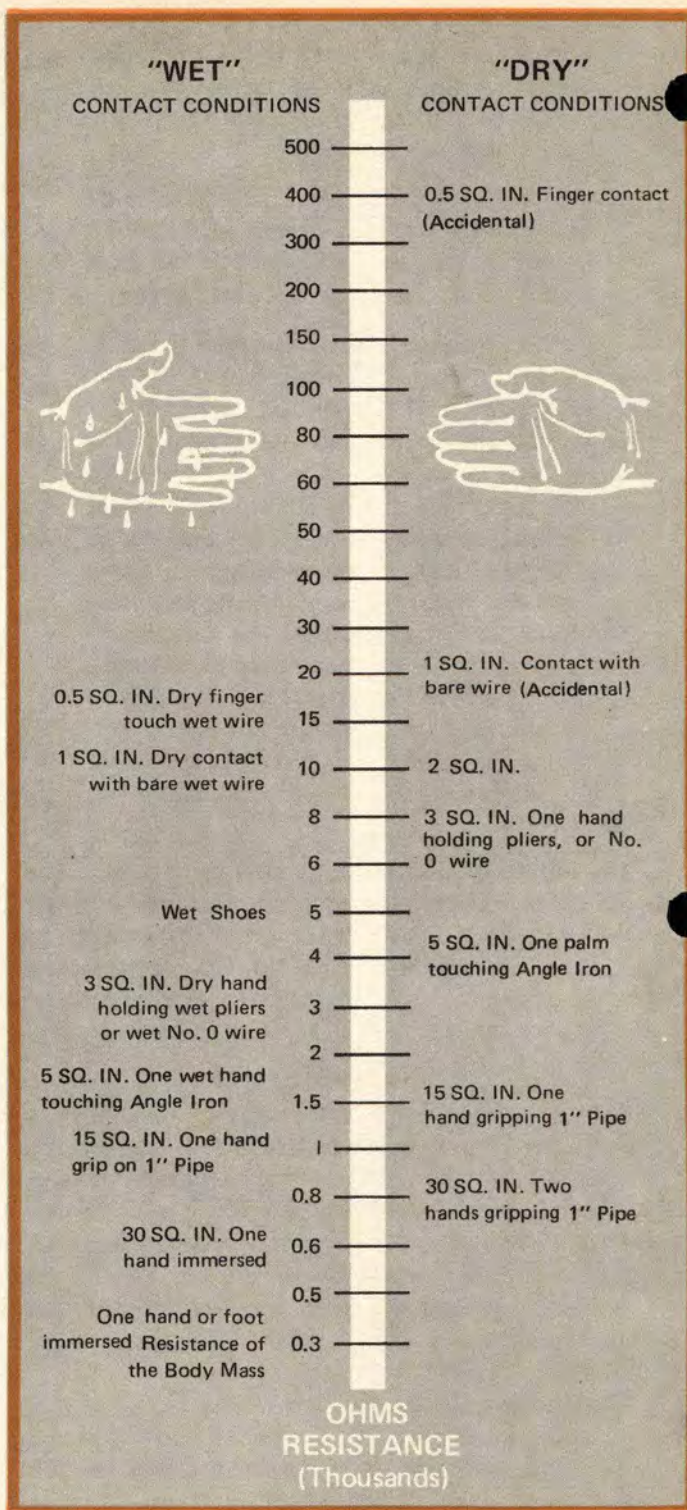 "WET"
CONTACT CONDITIONS
"DRY"
CONTACT CONDITIONS
500
400
0.5 SQ. IN. Finger contact
(Accidental)
300
200
150
100
80
60
50
40
30
20
1 SQ. IN. Contact with
bare wire (Accidental)
0.5 SQ. IN. Dry finger
touch wet wire
15
1 SQ. IN. Dry contact
with bare wet wire
10
2 SQ. IN.
8
3 SQ. IN. One hand
holding pliers, or No.
0 wire
6
Wet Shoes
5
4
5 SQ. IN. One palm
touching Angle Iron
3 SQ. IN. Dry hand
holding wet pliers
or wet No. 0 wire
3
2
5 SQ. IN. One wet hand
touching Angle Iron
1.5
15 SQ. IN. One
hand gripping 1" Pipe
15 SQ. IN. One hand
grip on 1" Pipe
1
0.8
30 SQ. IN. Two
hands gripping 1" Pipe
30 SQ. IN. One
hand immersed
0.6
0.5
One hand or foot
immersed Resistance of
the Body Mass
0.3
OHMS
RESISTANCE
(Thousands)